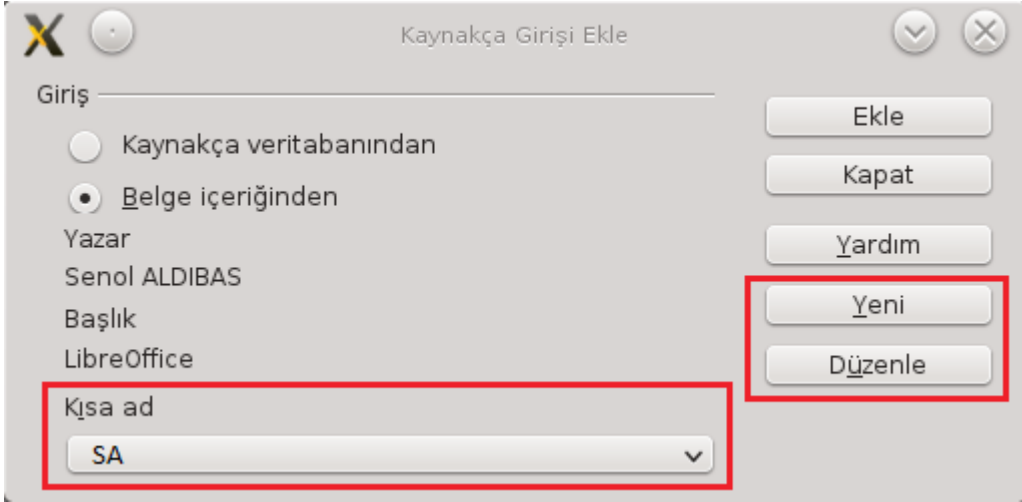 Kaynakça Girişi Ekle
Giriş
Kaynakça veritabanından
Belge içeriğinden
Yazar
Senol ALDIBAS
Başlık
LibreOffice
Kısa ad
SA
Ekle
Kapat
Yardım
Yeni
Düzenle